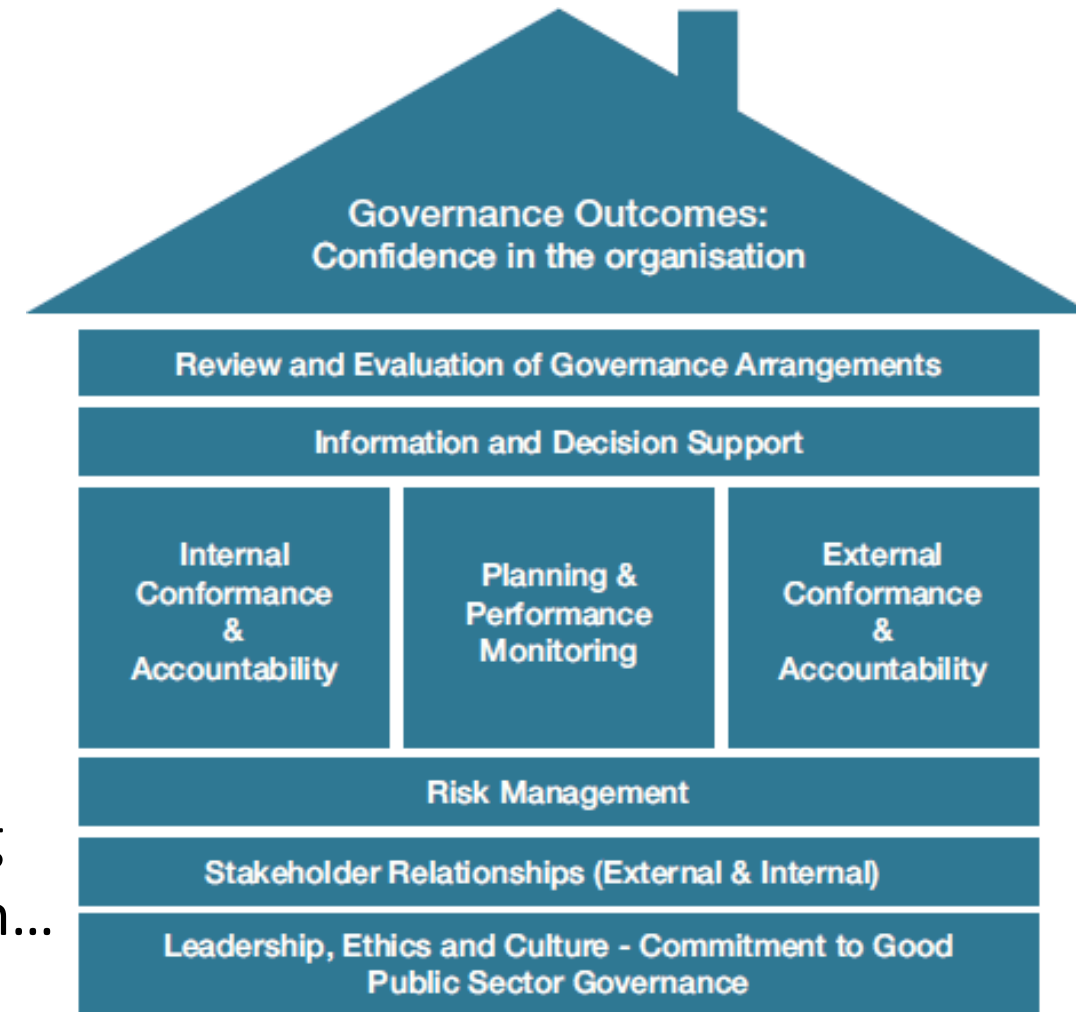 Governance Outcomes:
Confidence in the organisation
Review and Evaluation of Governance Arrangements
Information and Decision Support
Internal
Conformance
&
Accountability
Planning &
Performance
Monitoring
External
Conformance
&
Accountability
Risk Management
Stakeholder Relationships (External & Internal)
Leadership, Ethics and Culture - Commitment to Good
Public Sector Governance